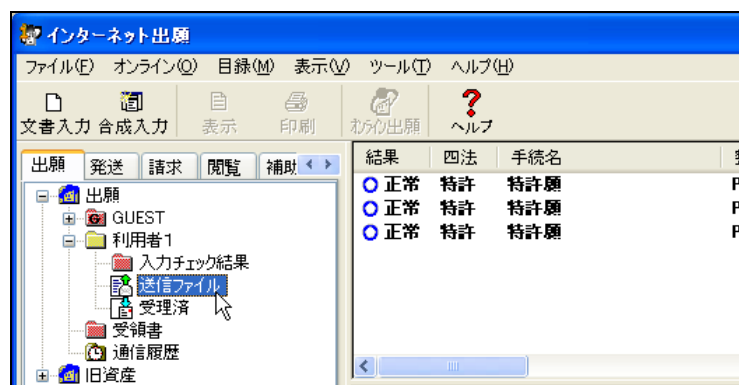 インターネット出願
ファイル(F) オンライン(O) 目録(M) 表示(V) ツール(T) ヘルプ(H)
文書入力 合成入力 表示 印刷 オンライン出願 ヘルプ
出願 発送 請求 閲覧 補助
結果 四法 手続名
正常 特許 特許願 P
正常 特許 特許願 P
正常 特許 特許願 P
出願
GUEST
利用者1
入力チェック結果
送信ファイル
受理済
受領書
通信履歴
旧資産